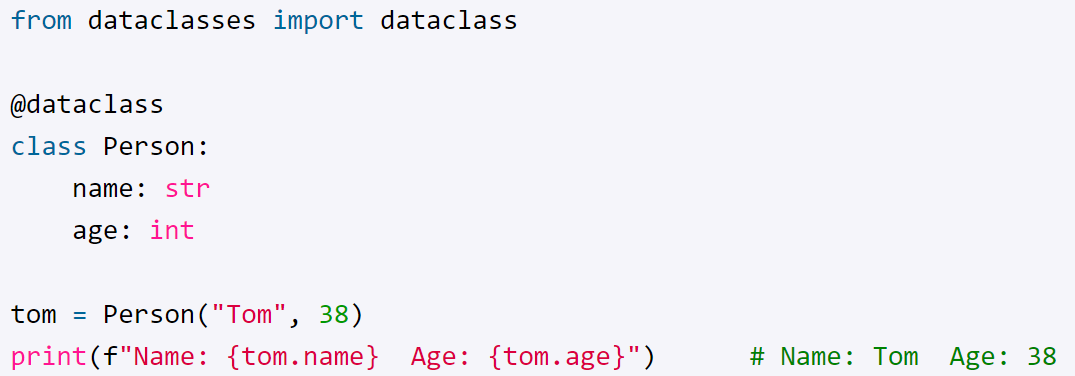 from dataclasses import dataclass
@dataclass
class Person:
    name: str
    age: int
tom = Person("Tom", 38)
print(f"Name: {tom.name}  Age: {tom.age}")      # Name: Tom  Age: 38